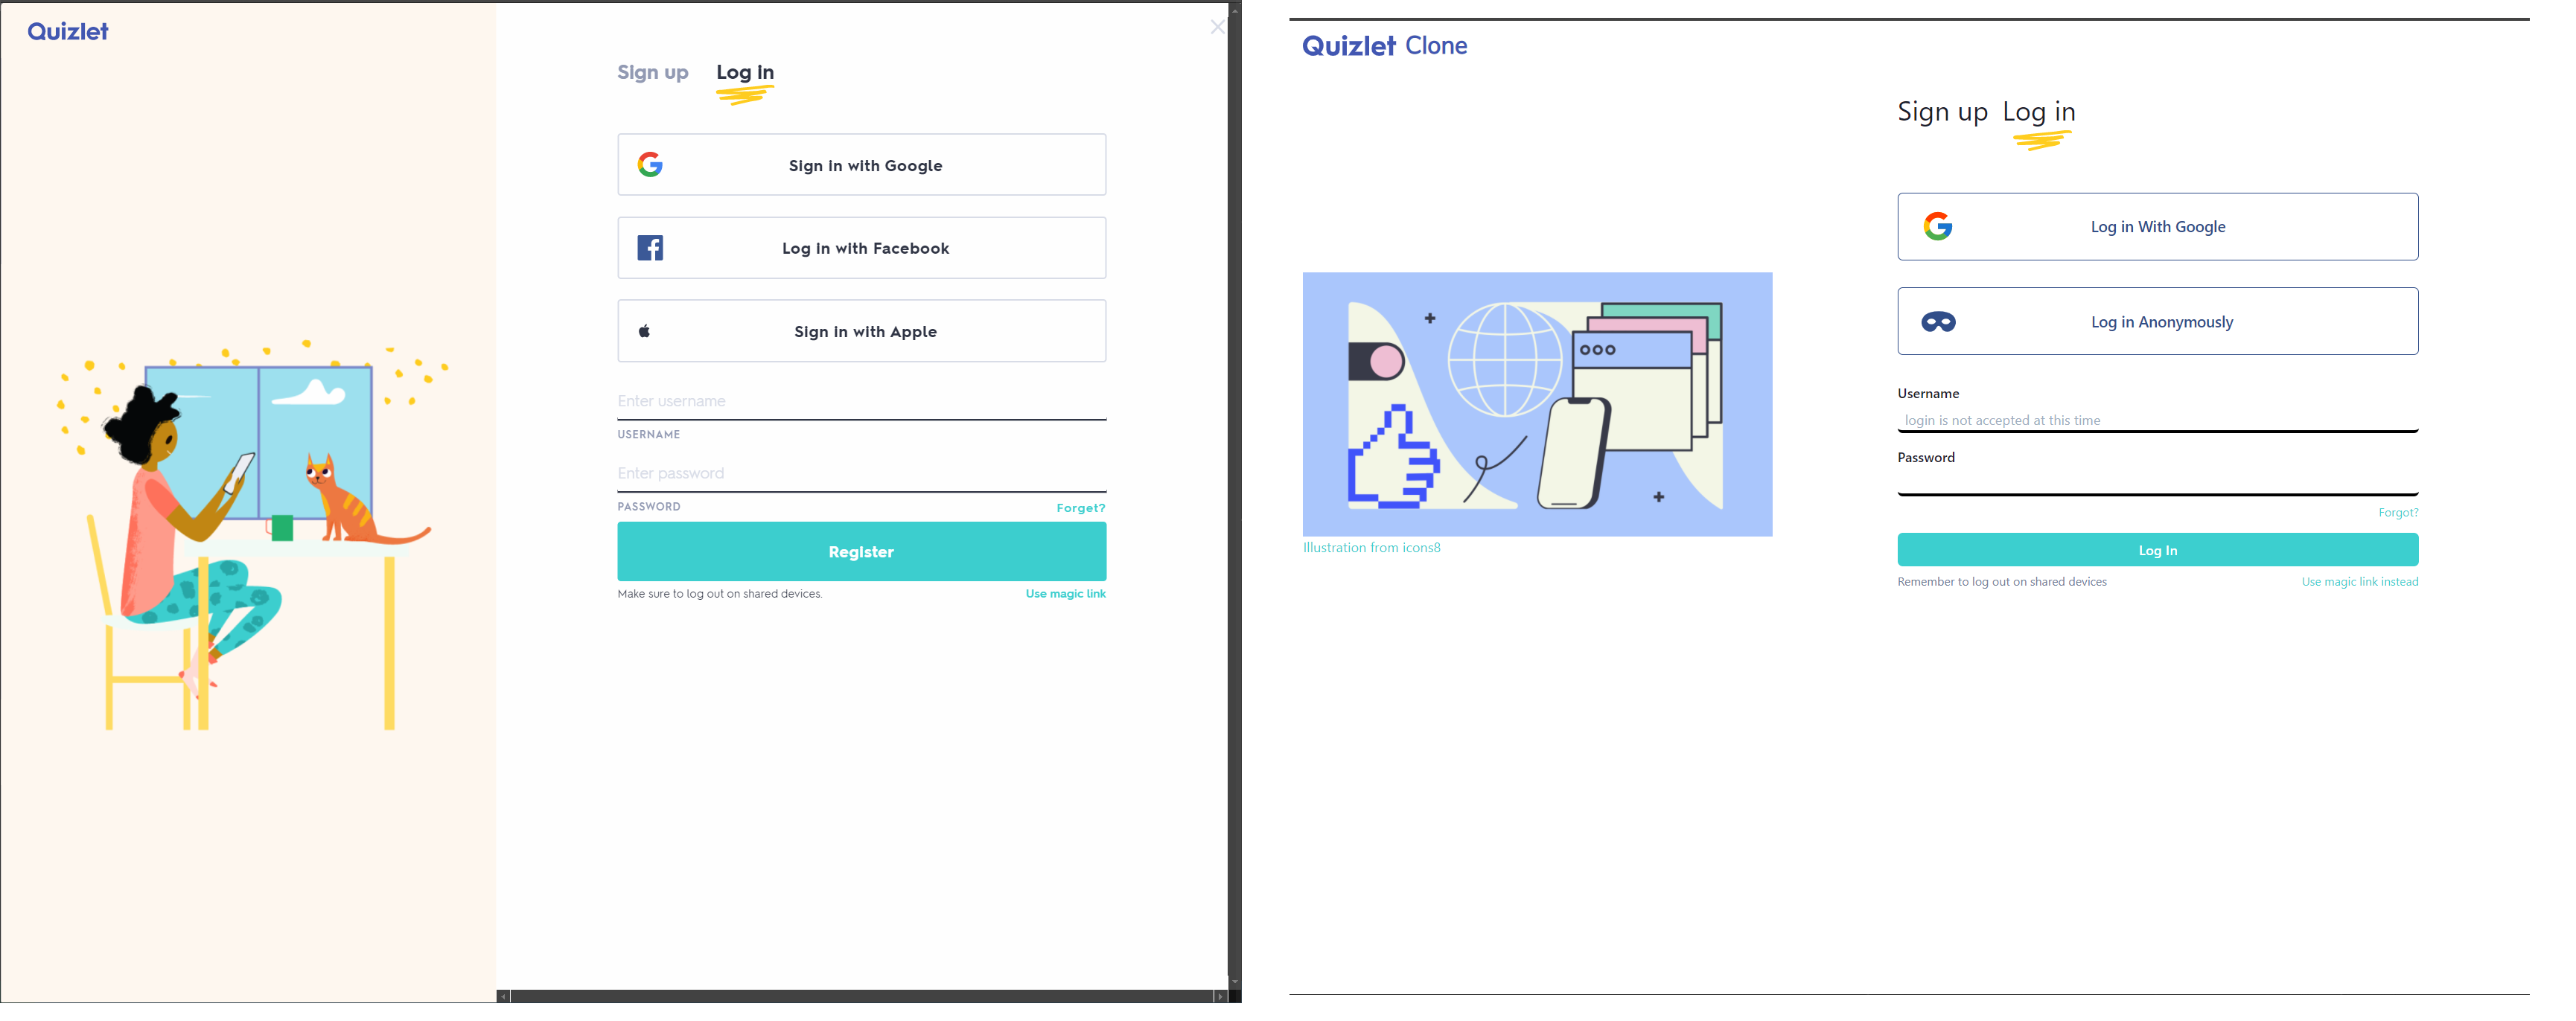 Quizlet
Sign up Log in
Sign in with Google
Log in with Facebook
Sign in with Apple
Enter username
USERNAME
Enter password
PASSWORD Forget?
Register
Make sure to log out on shared devices. Use magic link
Quizlet Clone
Sign up Log in
Log in With Google
Log in Anonymously
Username
login is not accepted at this time
Password
Forgot?
Log In
Remember to log out on shared devices Use magic link instead
Illustration from icons8